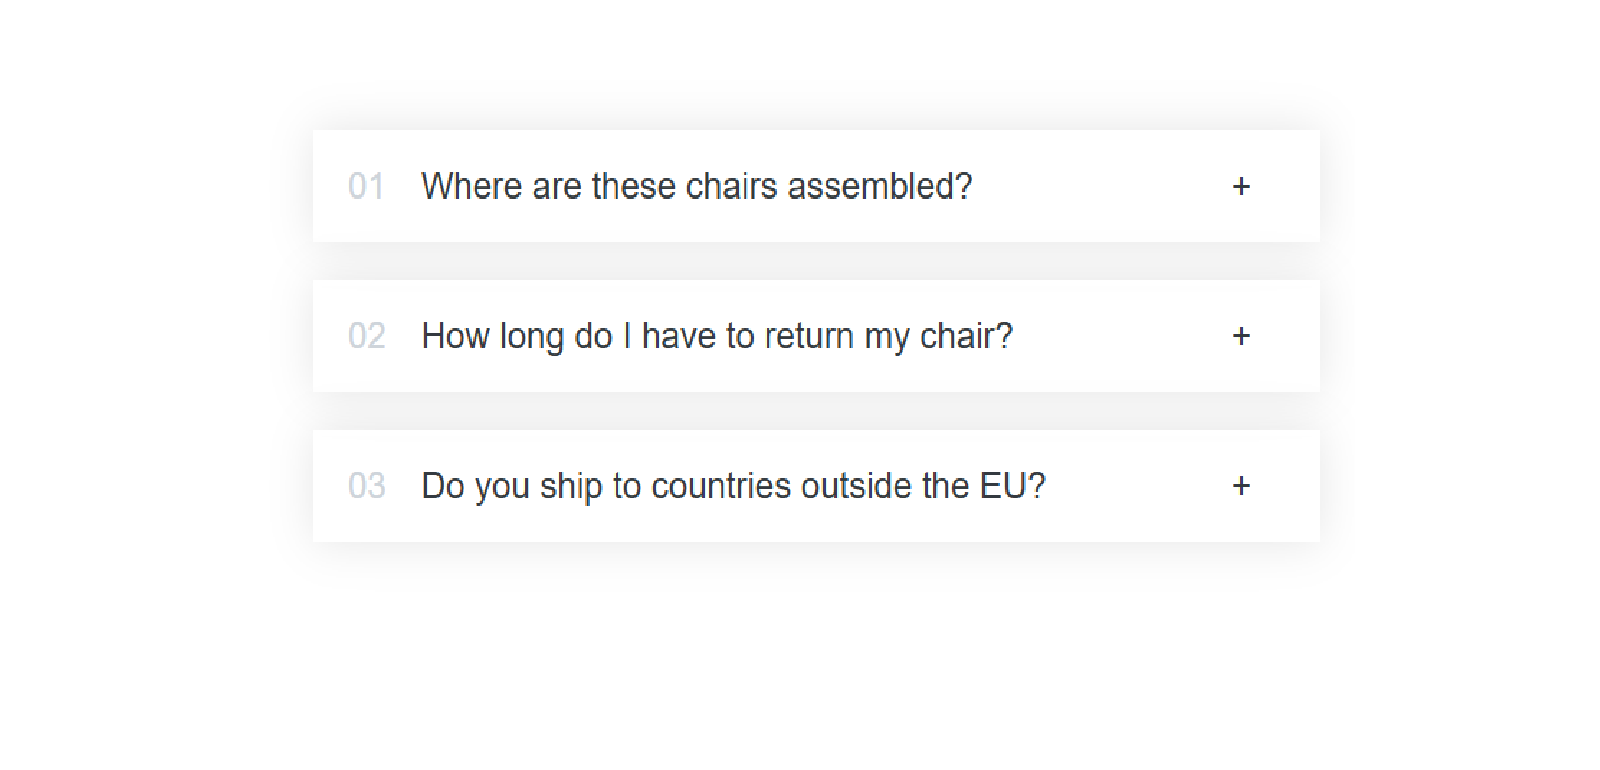 01 Where are these chairs assembled? +
02 How long do I have to return my chair? +
03 Do you ship to countries outside the EU? +